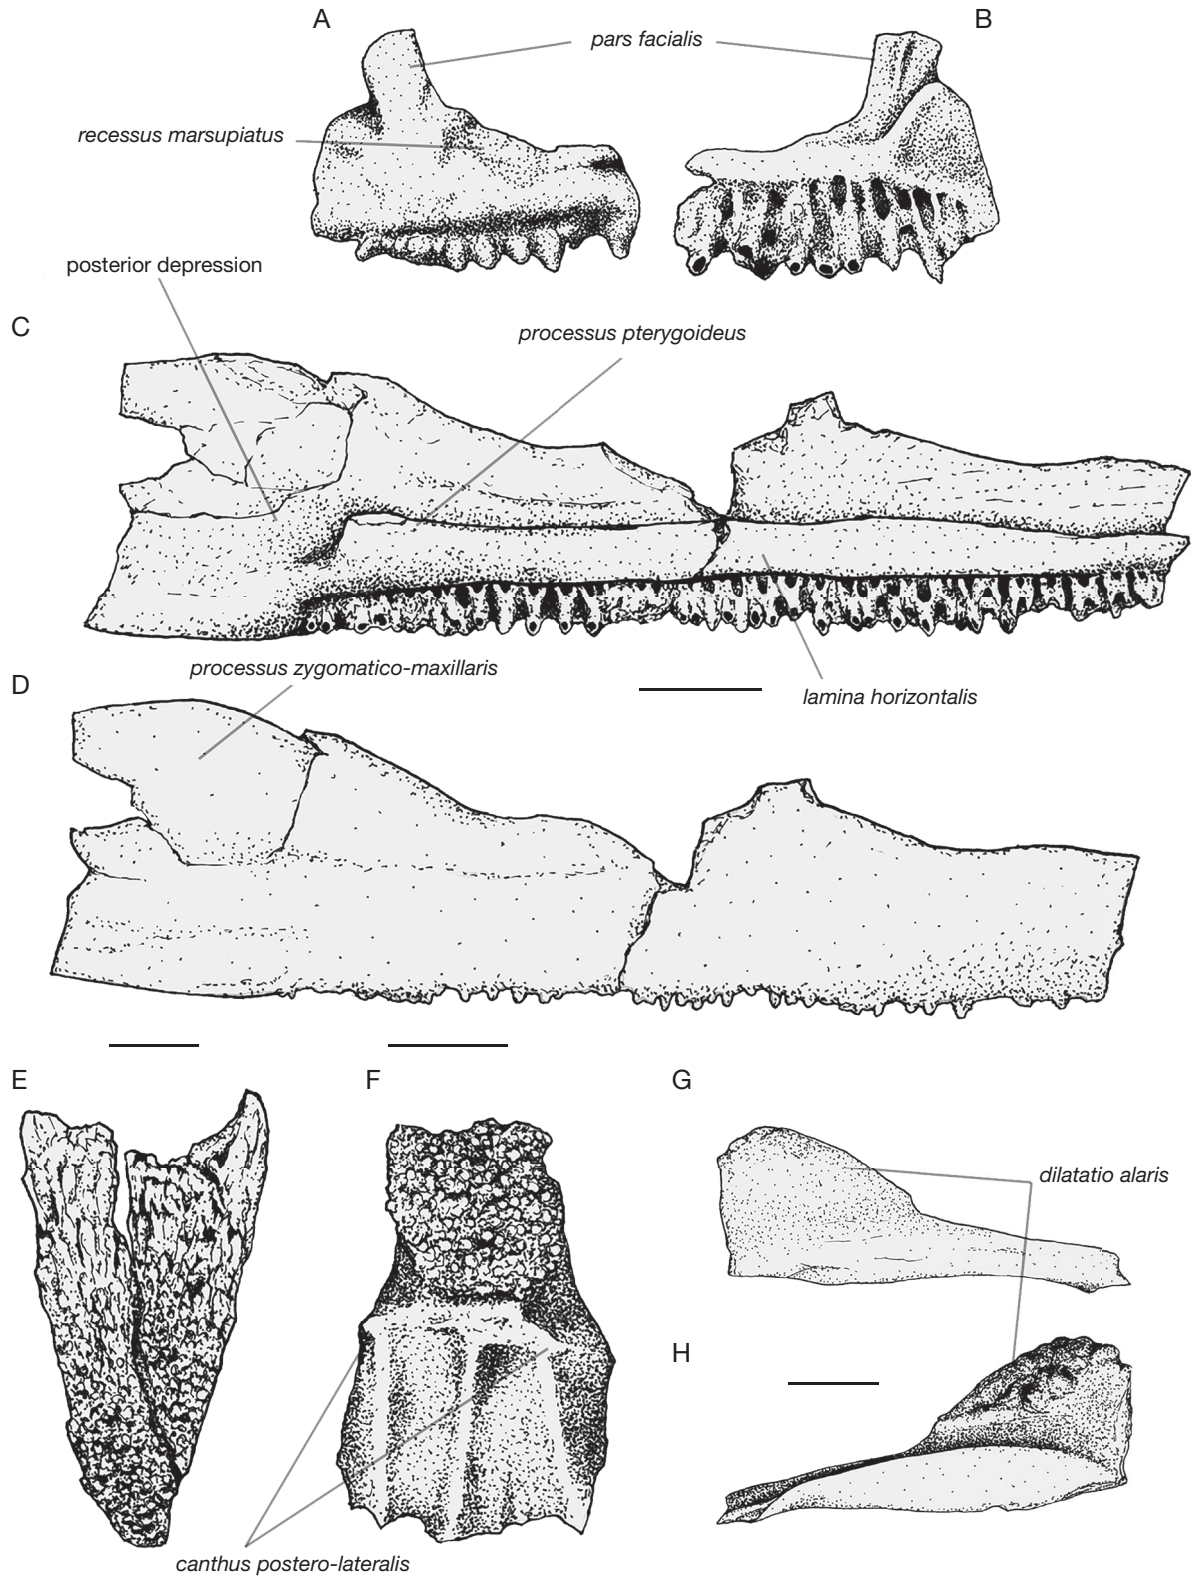 A
B
pars facialis
recessus marsupiatus
posterior depression
C
processus pterygoideus
processus zygomatico-maxillaris
D
lamina horizontalis
E
F
G
dilatatio alaris
H
canthus postero-lateralis